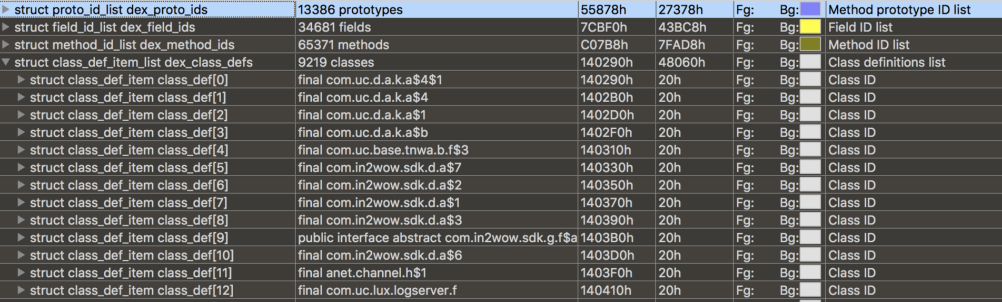 struct proto_id_list dex_proto_ids 13386 prototypes 55878h 27378h Fg: Bg: Method prototype ID list
struct field_id_list dex_field_ids 34681 fields 7CBF0h 43BC8h Fg: Bg: Field ID list
struct method_id_list dex_method_ids 65371 methods C07B8h 7FAD8h Fg: Bg: Method ID list
struct class_def_item_list dex_class_defs 9219 classes 140290h 48060h Fg: Bg: Class definitions list
struct class_def_item class_def[0] final com.uc.d.a.k.a$4$1 140290h 20h Fg: Bg: Class ID
struct class_def_item class_def[1] final com.uc.d.a.k.a$4 1402B0h 20h Fg: Bg: Class ID
struct class_def_item class_def[2] final com.uc.d.a.k.a$1 1402D0h 20h Fg: Bg: Class ID
struct class_def_item class_def[3] final com.uc.d.a.k.a$b 1402F0h 20h Fg: Bg: Class ID
struct class_def_item class_def[4] final com.uc.base.tnwa.b.f$3 140310h 20h Fg: Bg: Class ID
struct class_def_item class_def[5] final com.in2wow.sdk.d.a$7 140330h 20h Fg: Bg: Class ID
struct class_def_item class_def[6] final com.in2wow.sdk.d.a$2 140350h 20h Fg: Bg: Class ID
struct class_def_item class_def[7] final com.in2wow.sdk.d.a$1 140370h 20h Fg: Bg: Class ID
struct class_def_item class_def[8] final com.in2wow.sdk.d.a$3 140390h 20h Fg: Bg: Class ID
struct class_def_item class_def[9] public interface abstract com.in2wow.sdk.g.f$a 1403B0h 20h Fg: Bg: Class ID
struct class_def_item class_def[10] final com.in2wow.sdk.d.a$6 1403D0h 20h Fg: Bg: Class ID
struct class_def_item class_def[11] final anet.channel.h$1 1403F0h 20h Fg: Bg: Class ID
struct class_def_item class_def[12] final com.uc.lux.logserver.f 140410h 20h Fg: Bg: Class ID